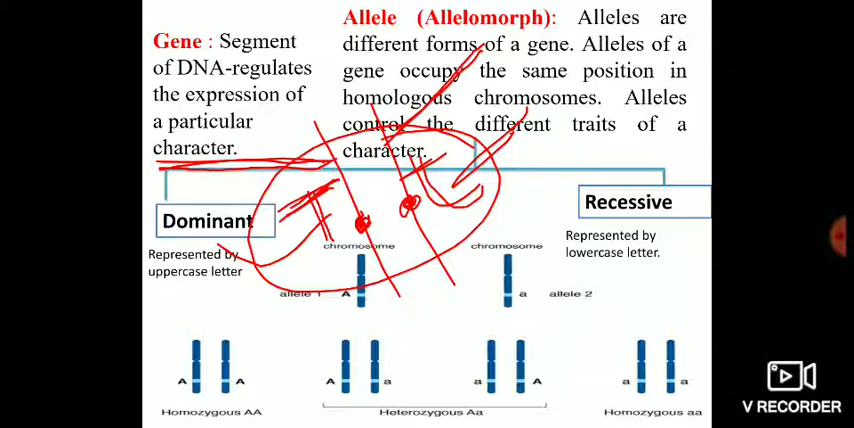 Gene : Segment
of DNA-regulates
the expression of
a particular
character.
Allele (Allelomorph): Alleles are
different forms of a gene. Alleles of a
gene occupy the same position in
homologous chromosomes. Alleles
control the different traits of a
character.
Dominant
Represented by
uppercase letter
Recessive
Represented by
lowercase letter.
chromosome
chromosome
allele 1 A
a allele 2
A A
A a
a A
a a
Homozygous AA
Heterozygous Aa
Homozygous aa
V RECORDER